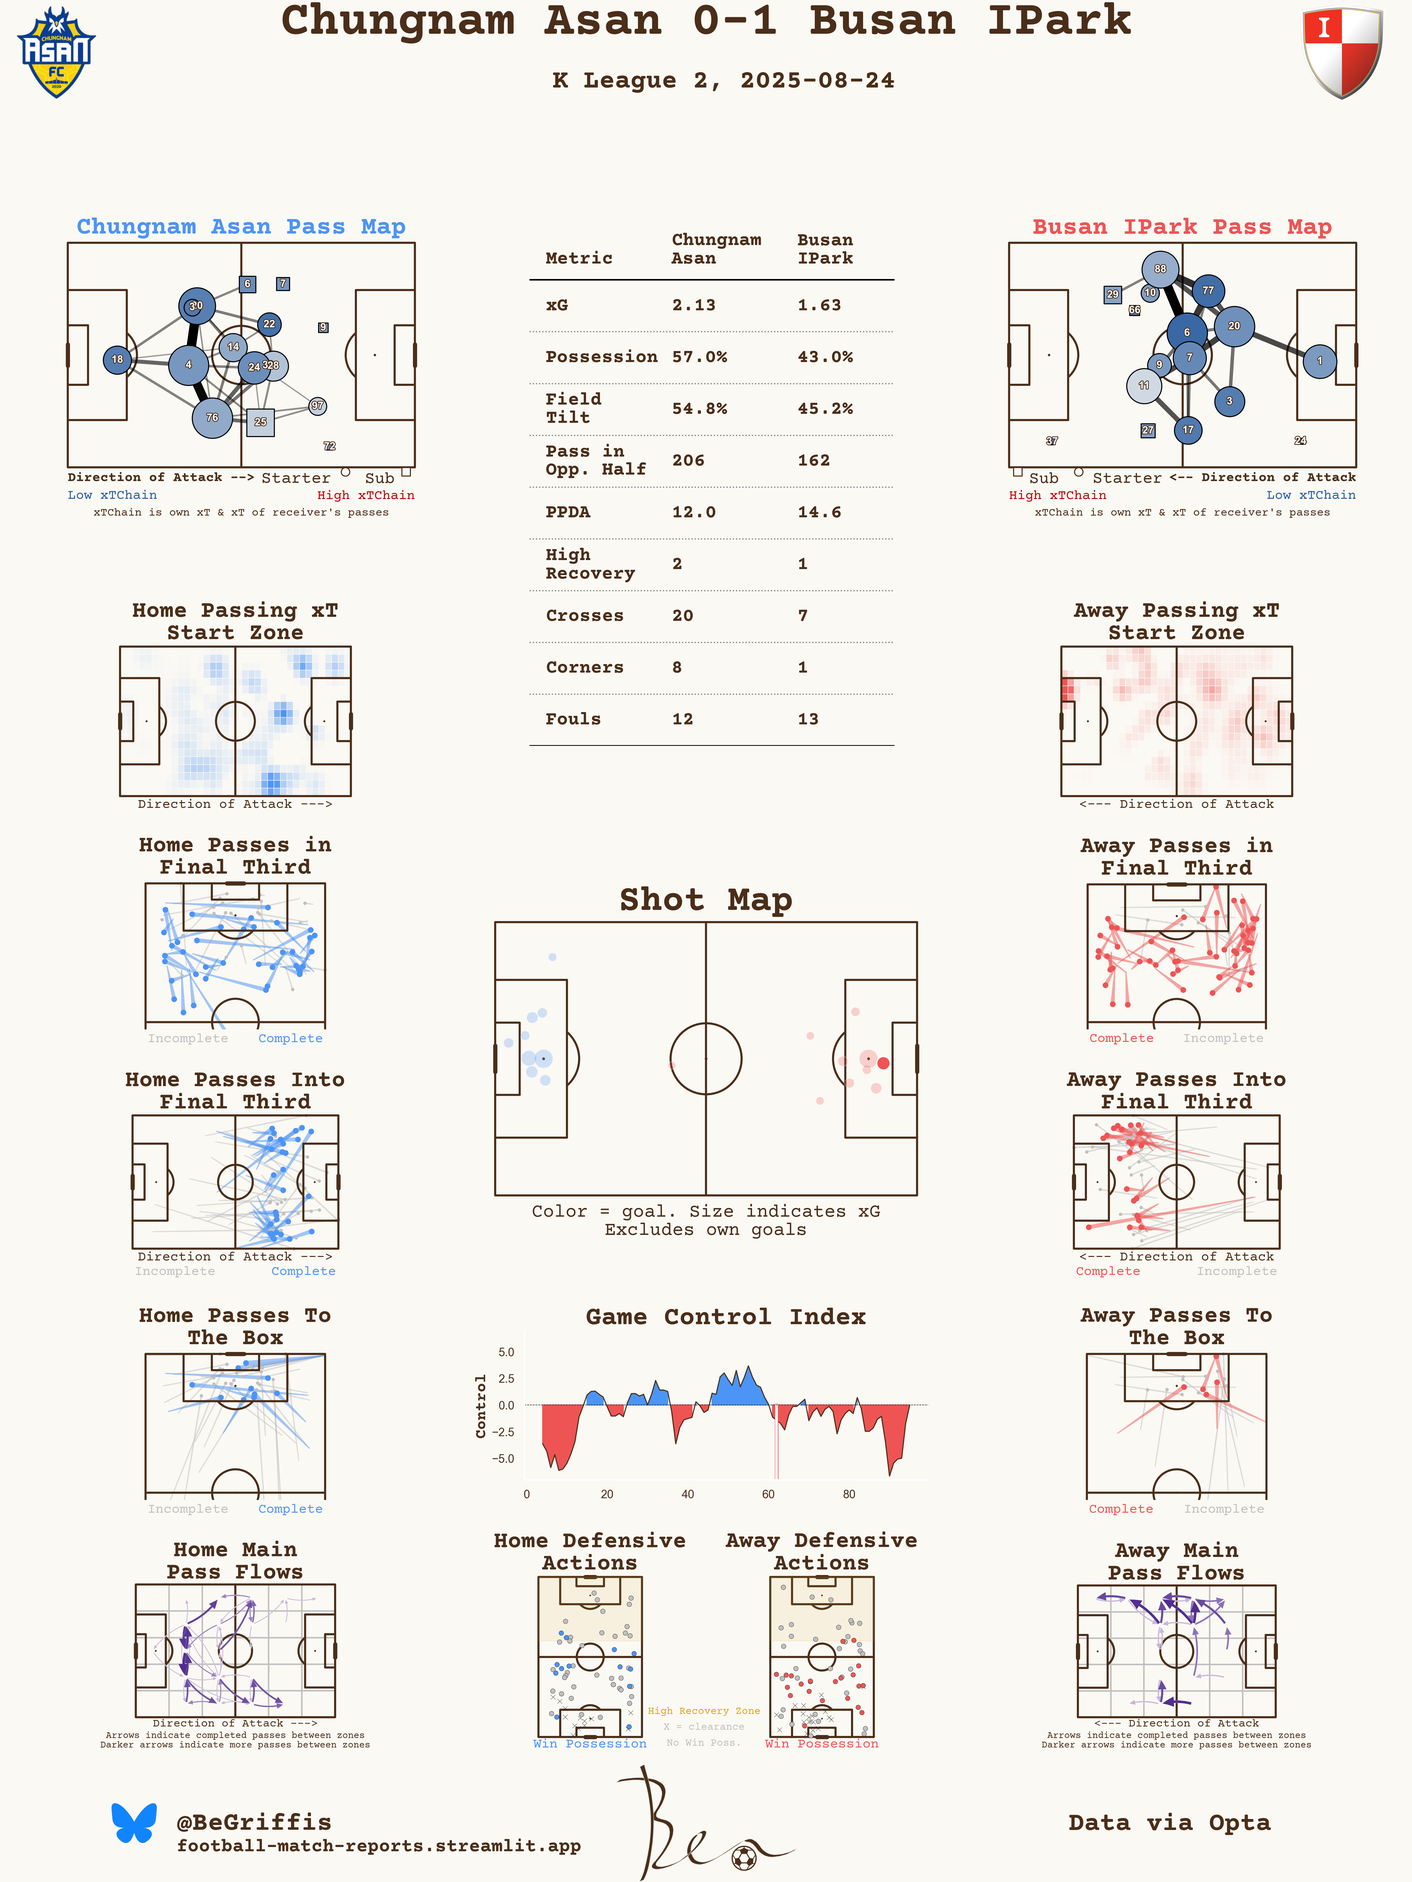 Chungnam Asan 0-1 Busan IPark
K League 2, 2025-08-24
CHUNGNAM
ASAN
FC
2020
I
Chungnam Asan Pass Map
6
7
3
20
22
9
14
18
4
24
328
97
76
25
72
Direction of Attack --> Starter Sub
Low xTChain High xTChain
xTChain is own xT & xT of receiver's passes
Metric Chungnam Asan Busan IPark
xG 2.13 1.63
Possession 57.0% 43.0%
Field Tilt 54.8% 45.2%
Pass in Opp. Half 206 162
PPDA 12.0 14.6
High Recovery 2 1
Crosses 20 7
Corners 8 1
Fouls 12 13
Busan IPark Pass Map
88
29
10
77
66
6
20
7
9
1
11
3
27
17
37
24
Sub Starter <-- Direction of Attack
High xTChain Low xTChain
xTChain is own xT & xT of receiver's passes
Home Passing xT
Start Zone
Direction of Attack --->
Away Passing xT
Start Zone
<--- Direction of Attack
Home Passes in
Final Third
Incomplete Complete
Shot Map
Color = goal. Size indicates xG
Excludes own goals
Away Passes in
Final Third
Complete Incomplete
Home Passes Into
Final Third
Direction of Attack --->
Incomplete Complete
Away Passes Into
Final Third
<--- Direction of Attack
Complete Incomplete
Home Passes To
The Box
Incomplete Complete
Game Control Index
Control
5.0
2.5
0.0
−2.5
−5.0
0 20 40 60 80
Away Passes To
The Box
Complete Incomplete
Home Main
Pass Flows
Direction of Attack --->
Arrows indicate completed passes between zones
Darker arrows indicate more passes between zones
Home Defensive
Actions
Win Possession
High Recovery Zone
X = clearance
No Win Poss.
Away Defensive
Actions
Win Possession
Away Main
Pass Flows
<--- Direction of Attack
Arrows indicate completed passes between zones
Darker arrows indicate more passes between zones
@BeGriffis
football-match-reports.streamlit.app
Ben
Data via Opta